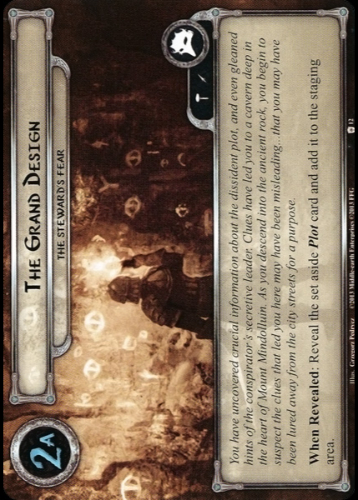 2A
THE GRAND DESIGN
THE STEWARD'S FEAR
You have uncovered crucial information about the dissident plot, and even gleaned
hints of the conspirator's secretive leader. Clues have led you to a cavern deep in
the heart of Mount Mindolluin. As you descend into the ancient rock, you begin to
suspect the clues that led you here may have been misleading...that you may have
been lured away from the city streets for a purpose.
When Revealed: Reveal the set aside Plot card and add it to the staging
area.
Illus. Grzegorz Pedrycz ©2013 Middle-earth Enterprises ©2013 FFG 12